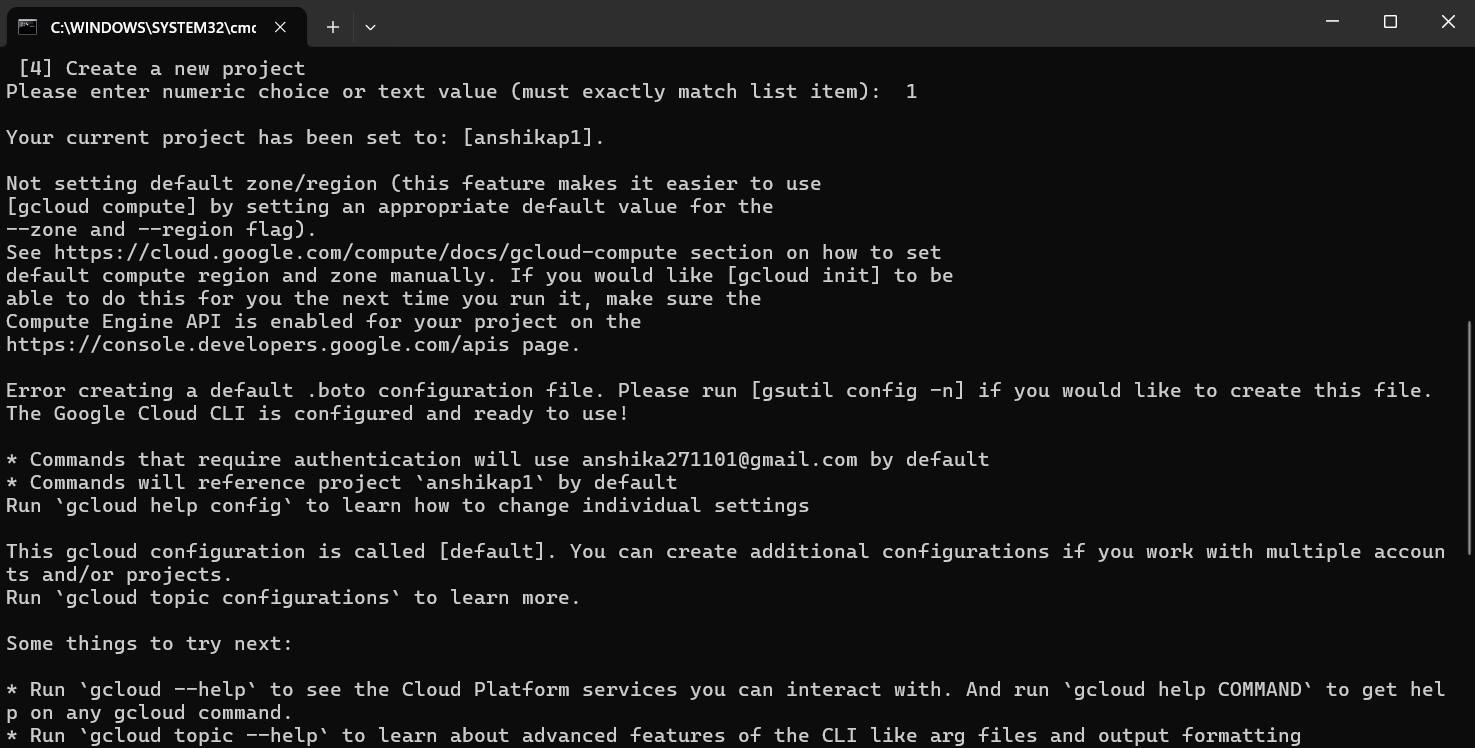 C:\WINDOWS\SYSTEM32\cmd
[4] Create a new project
Please enter numeric choice or text value (must exactly match list item):  1
Your current project has been set to: [anshikap1].
Not setting default zone/region (this feature makes it easier to use
[gcloud compute] by setting an appropriate default value for the
--zone and --region flag).
See https://cloud.google.com/compute/docs/gcloud-compute section on how to set
default compute region and zone manually. If you would like [gcloud init] to be
able to do this for you the next time you run it, make sure the
Compute Engine API is enabled for your project on the
https://console.developers.google.com/apis page.
Error creating a default .boto configuration file. Please run [gsutil config -n] if you would like to create this file.
The Google Cloud CLI is configured and ready to use!
* Commands that require authentication will use anshika271101@gmail.com by default
* Commands will reference project `anshikap1` by default
Run `gcloud help config` to learn how to change individual settings
This gcloud configuration is called [default]. You can create additional configurations if you work with multiple accoun
ts and/or projects.
Run `gcloud topic configurations` to learn more.
Some things to try next:
* Run `gcloud --help` to see the Cloud Platform services you can interact with. And run `gcloud help COMMAND` to get hel
p on any gcloud command.
* Run `gcloud topic --help` to learn about advanced features of the CLI like arg files and output formatting